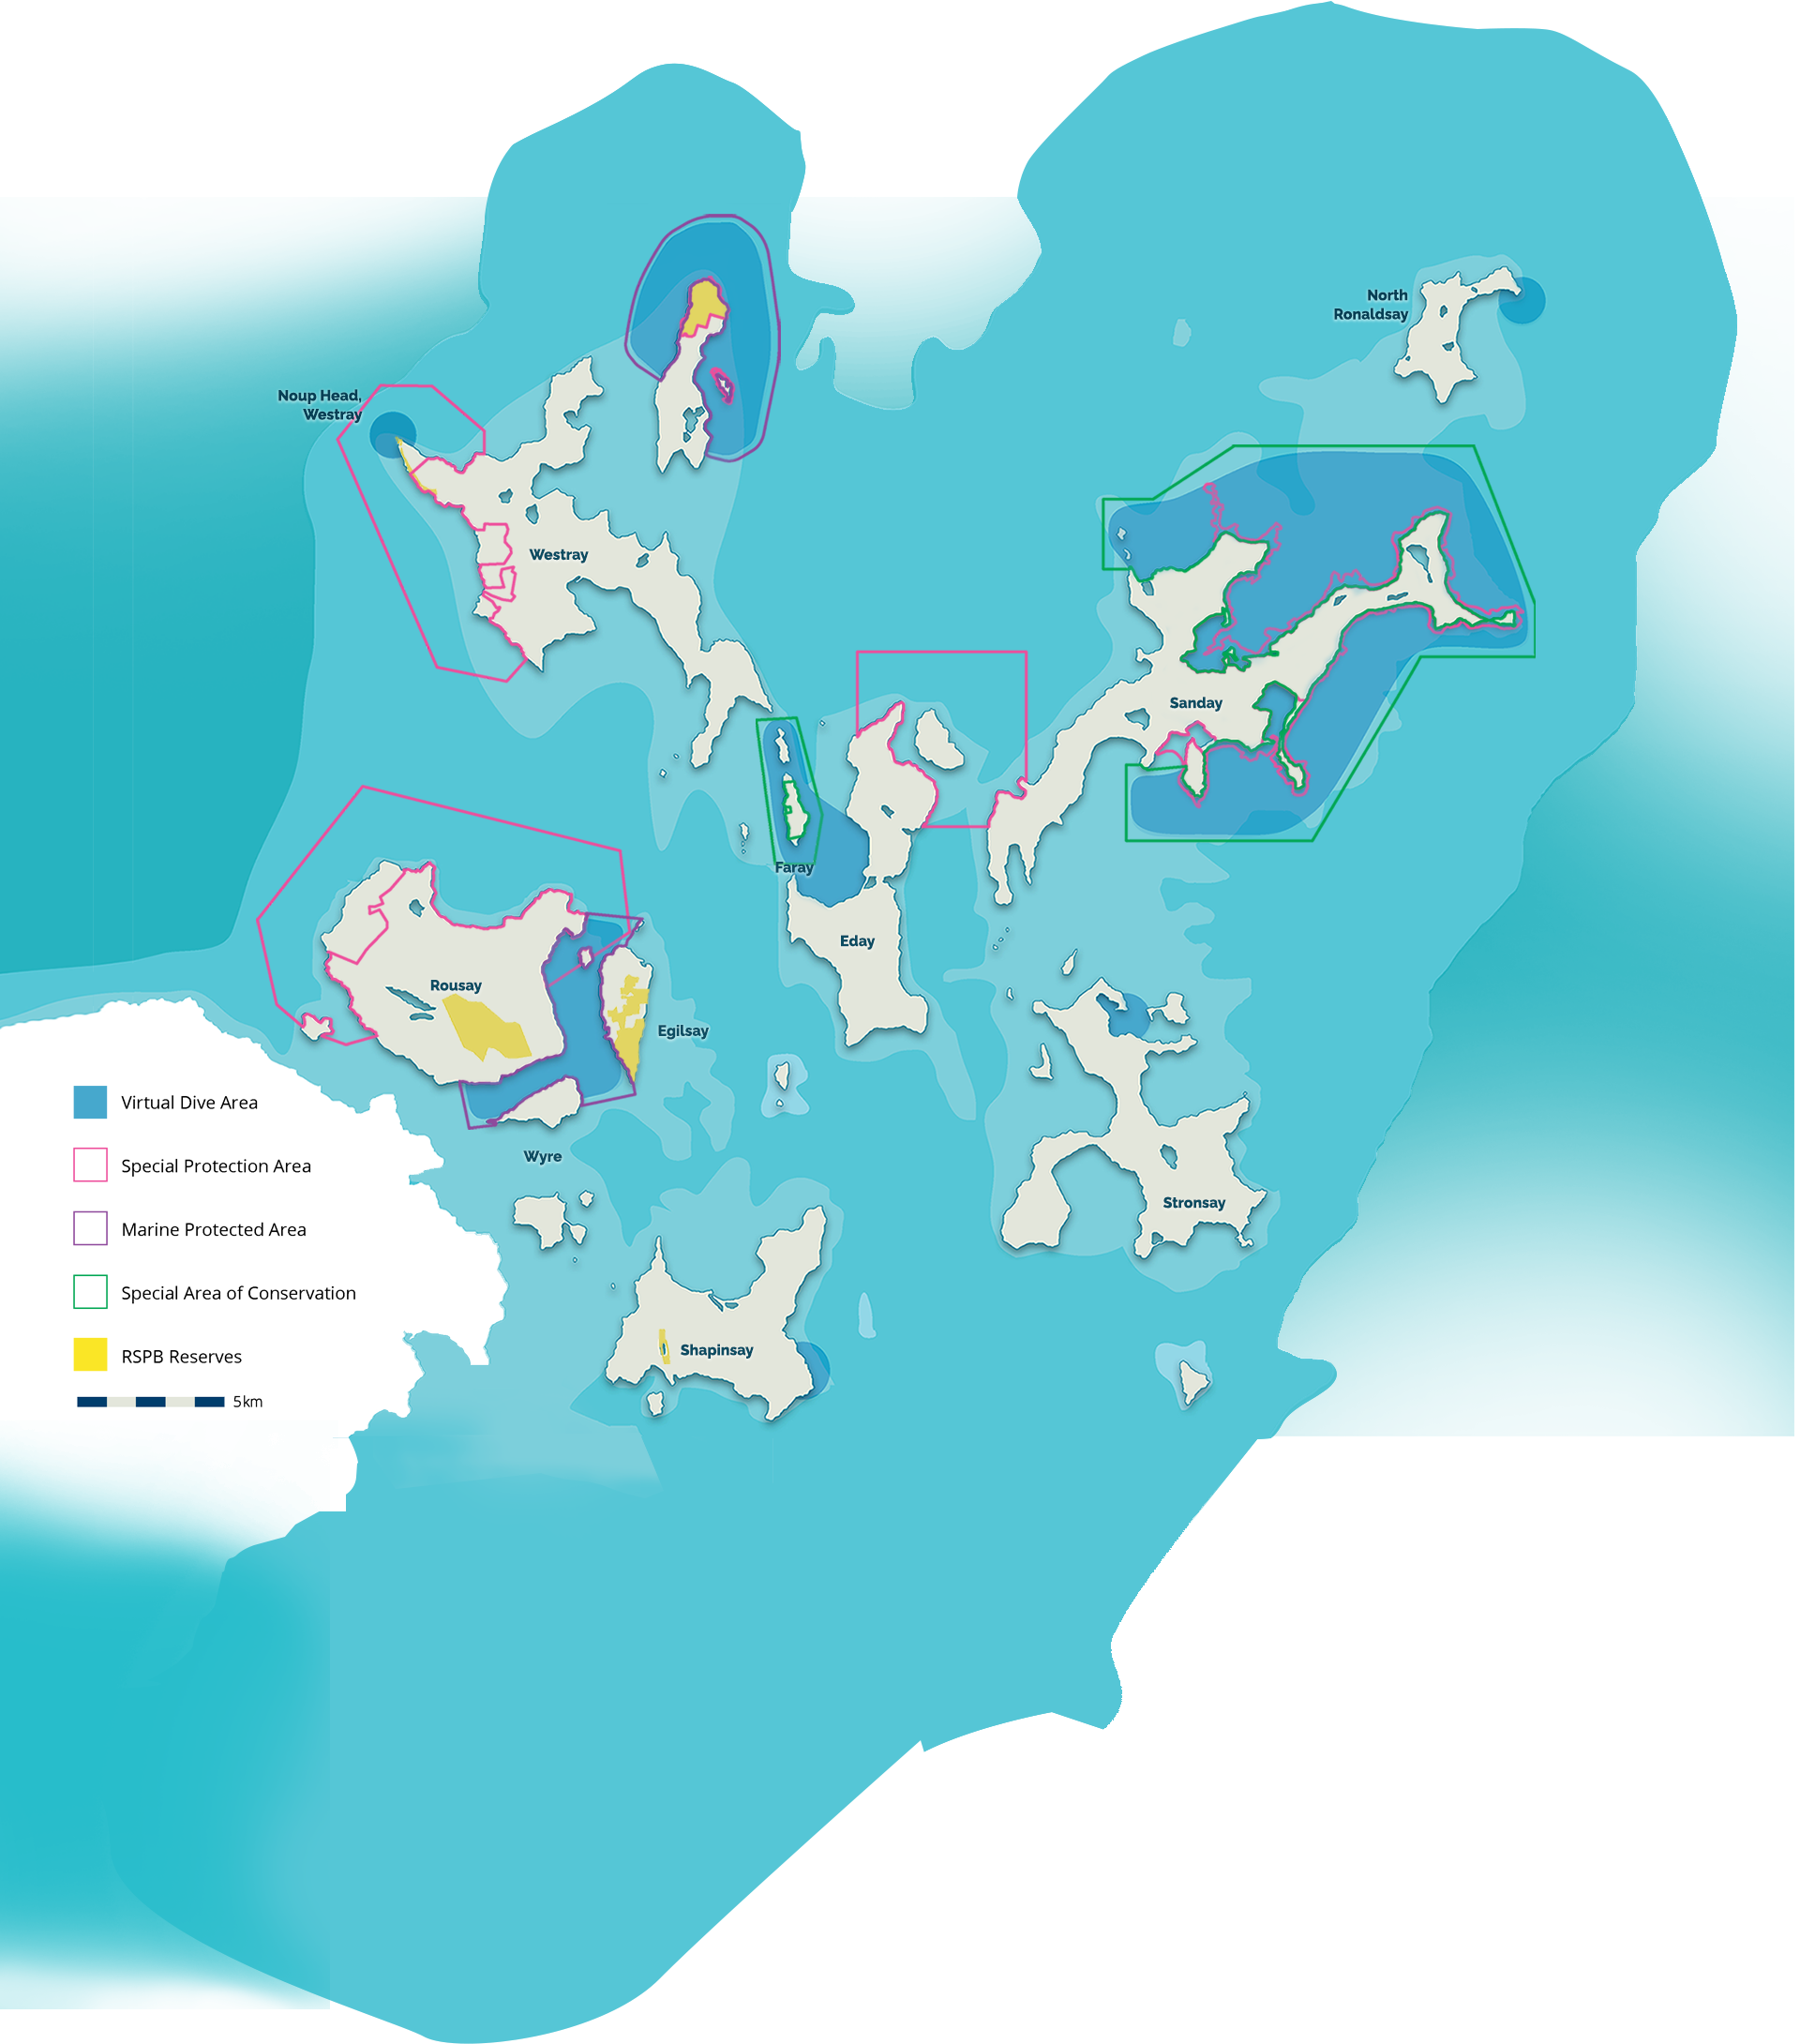 North
Ronaldsay
Noup Head,
Westray
Westray
Sanday
Faray
Eday
Rousay
Egilsay
Wyre
Stronsay
Shapinsay
Virtual Dive Area
Special Protection Area
Marine Protected Area
Special Area of Conservation
RSPB Reserves
5km